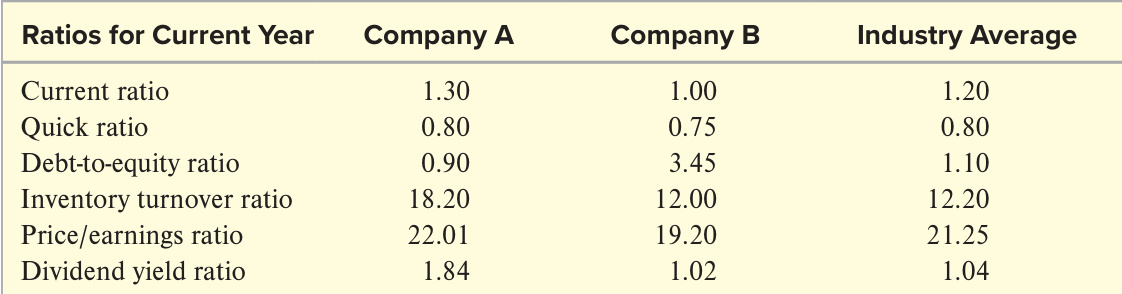 Ratios for Current Year Company A Company B Industry Average
Current ratio 1.30 1.00 1.20
Quick ratio 0.80 0.75 0.80
Debt-to-equity ratio 0.90 3.45 1.10
Inventory turnover ratio 18.20 12.00 12.20
Price/earnings ratio 22.01 19.20 21.25
Dividend yield ratio 1.84 1.02 1.04